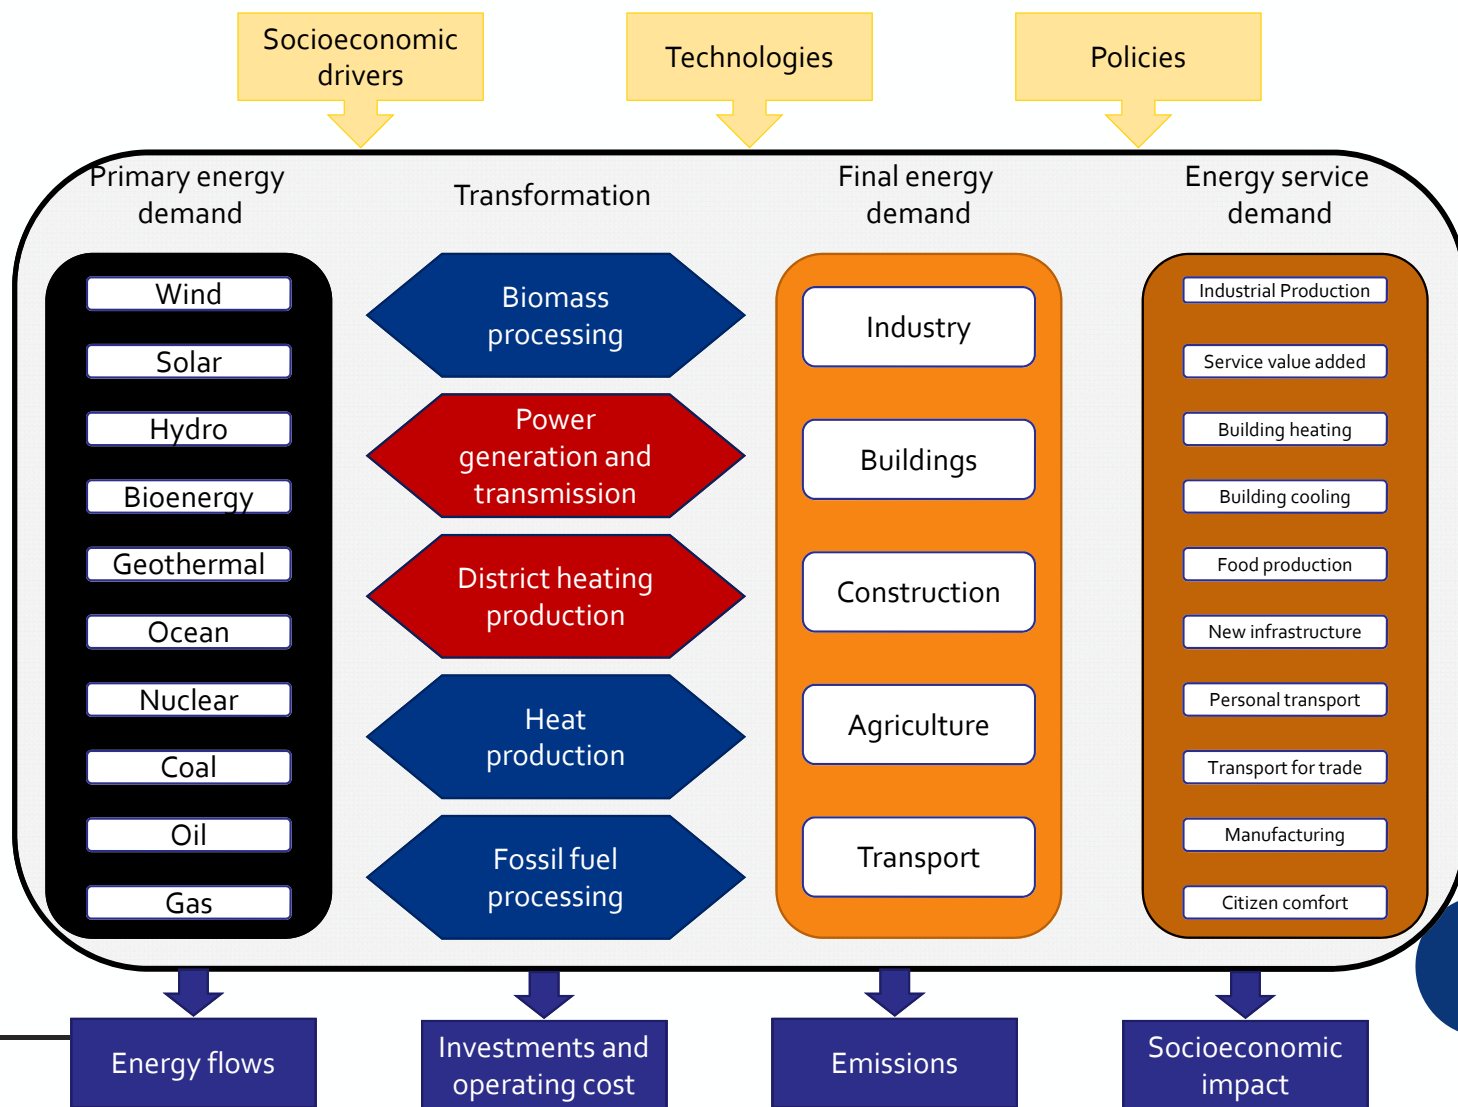 Socioeconomic
drivers
Technologies
Policies
Primary energy
demand
Transformation
Final energy
demand
Energy service
demand
Wind
Solar
Hydro
Bioenergy
Geothermal
Ocean
Nuclear
Coal
Oil
Gas
Biomass
processing
Power
generation and
transmission
District heating
production
Heat
production
Fossil fuel
processing
Industry
Buildings
Construction
Agriculture
Transport
Industrial Production
Service value added
Building heating
Building cooling
Food production
New infrastructure
Personal transport
Transport for trade
Manufacturing
Citizen comfort
Energy flows
Investments and
operating cost
Emissions
Socioeconomic
impact